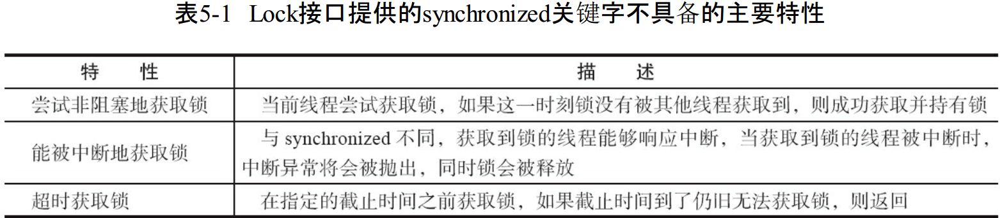 表5-1 Lock接口提供的synchronized关键字不具备的主要特性
特 性 描 述
尝试非阻塞地获取锁 当前线程尝试获取锁，如果这一时刻锁没有被其他线程获取到，则成功获取并持有锁
能被中断地获取锁 与 synchronized 不同，获取到锁的线程能够响应中断，当获取到锁的线程被中断时，
中断异常将会被抛出，同时锁会被释放
超时获取锁 在指定的截止时间之前获取锁，如果截止时间到了仍旧无法获取锁，则返回